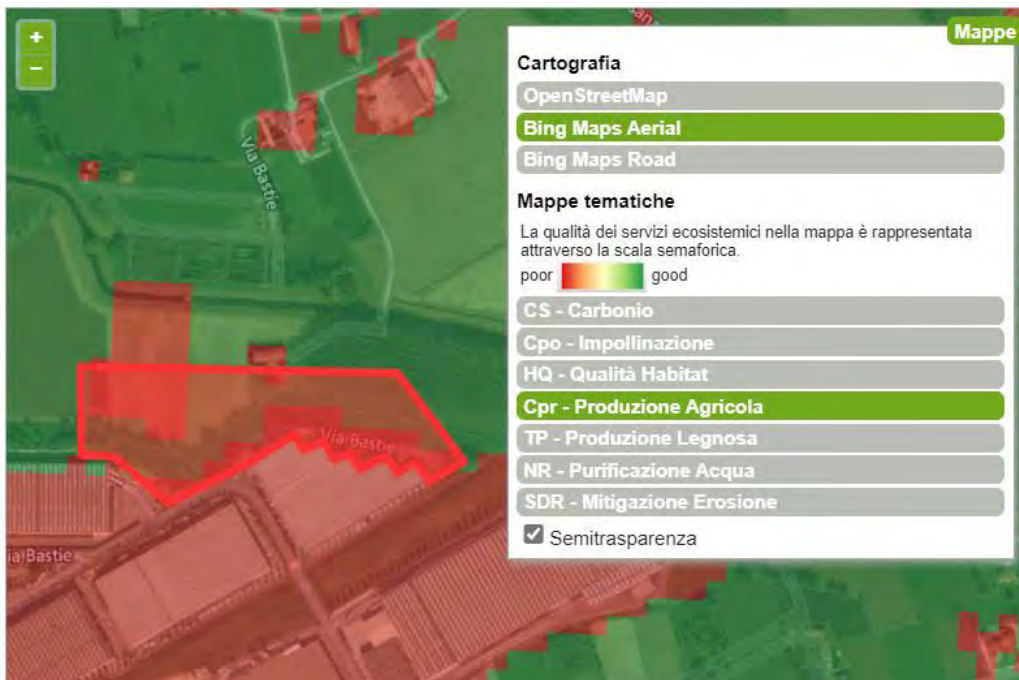 +
−
Via Bastie
Via Bastie
Via Bastie
Mappe
Cartografia
OpenStreetMap
Bing Maps Aerial
Bing Maps Road
Mappe tematiche
La qualità dei servizi ecosistemici nella mappa è rappresentata
attraverso la scala semaforica.
poor good
CS - Carbonio
Cpo - Impollinazione
HQ - Qualità Habitat
Cpr - Produzione Agricola
TP - Produzione Legnosa
NR - Purificazione Acqua
SDR - Mitigazione Erosione
Semitrasparenza